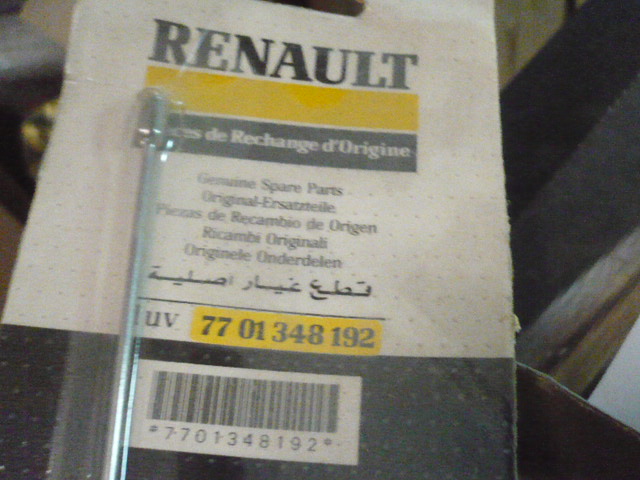 RENAULT
ces de Rechange d'Origine
Genuine Spare Parts
Original-Ersatzteile
Piezas de Recambio de Origen
Ricambi Originali
Originele Onderdelen
قطع غيار اصلية
UV 77 01 348 192
*7701348192*